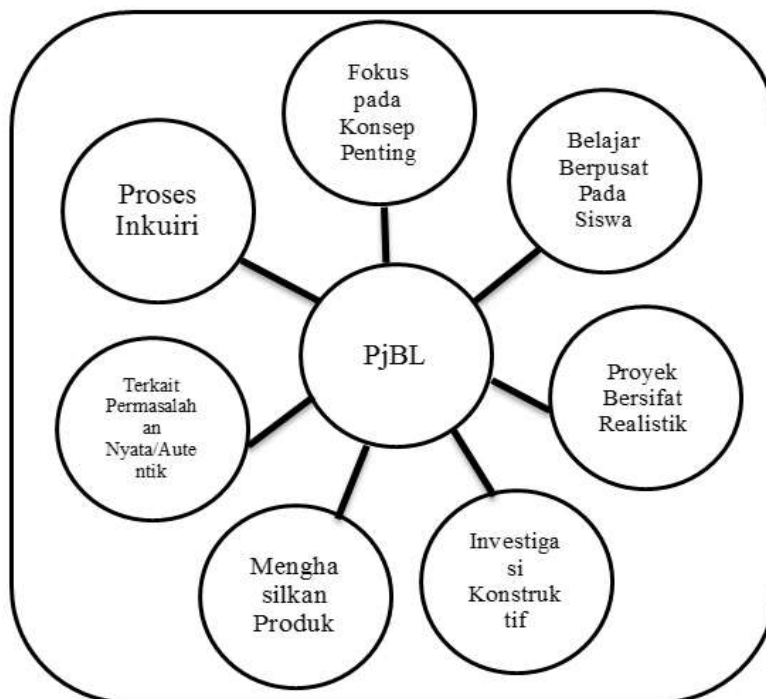 Fokus
pada
Konsep
Penting
Belajar
Berpusat
Pada
Siswa
Proses
Inkuiri
PjBL
Proyek
Bersifat
Realistik
Terkait
Permasalah
an
Nyata/Aute
ntik
Investiga
si
Konstruk
tif
Mengha
silkan
Produk